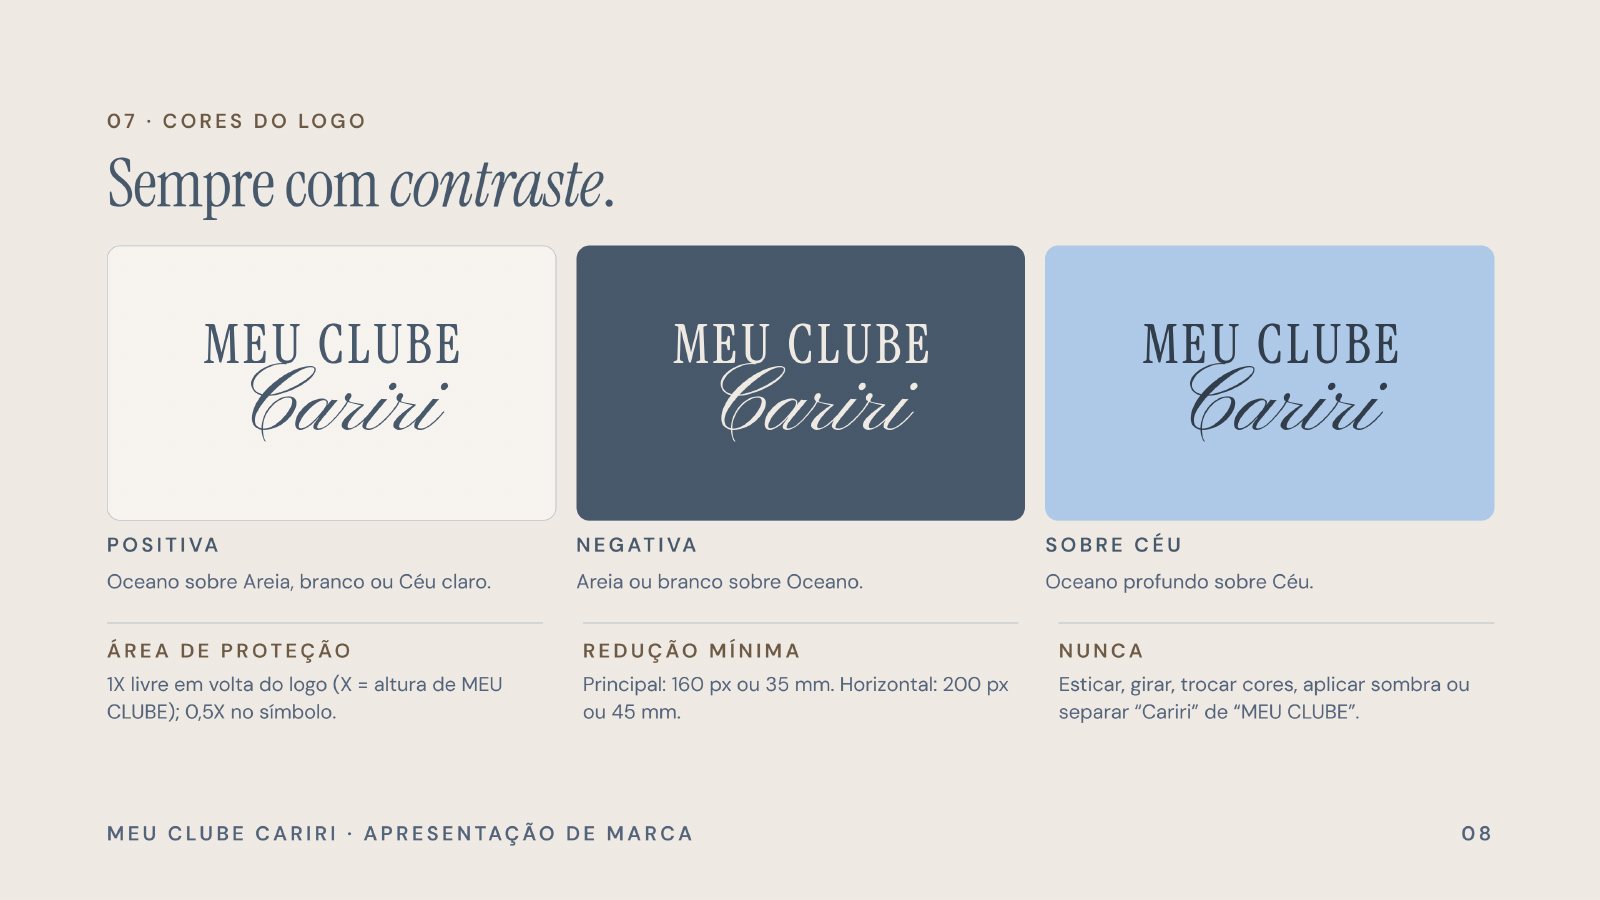 07 · CORES DO LOGO
Sempre com contraste.
MEU CLUBE
Cariri
MEU CLUBE
Cariri
MEU CLUBE
Cariri
POSITIVA
Oceano sobre Areia, branco ou Céu claro.
NEGATIVA
Areia ou branco sobre Oceano.
SOBRE CÉU
Oceano profundo sobre Céu.
ÁREA DE PROTEÇÃO
1X livre em volta do logo (X = altura de MEU
CLUBE); 0,5X no símbolo.
REDUÇÃO MÍNIMA
Principal: 160 px ou 35 mm. Horizontal: 200 px
ou 45 mm.
NUNCA
Esticar, girar, trocar cores, aplicar sombra ou
separar “Cariri” de “MEU CLUBE”.
MEU CLUBE CARIRI · APRESENTAÇÃO DE MARCA
08